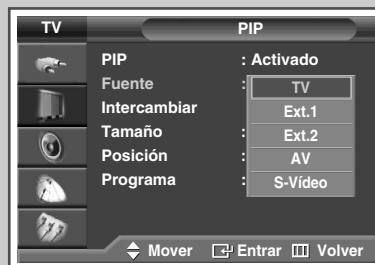 TV PIP
PIP : Activado
Fuente : TV
Intercambiar Ext.1
Tamaño : Ext.2
Posición : AV
Programa : S-Vídeo
Mover Entrar Volver